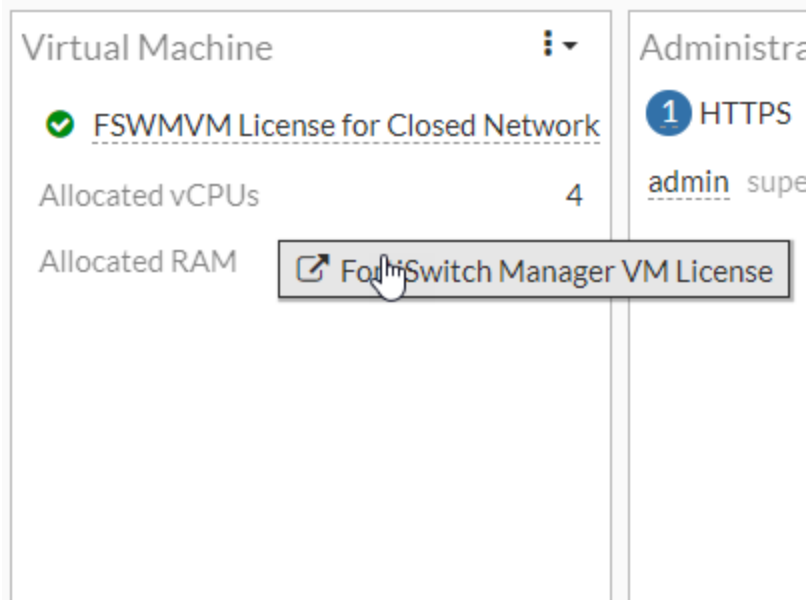 Virtual Machine
FSWMVM License for Closed Network
Allocated vCPUs 4
Allocated RAM
Switch Manager VM License
Administra
1 HTTPS
admin supe